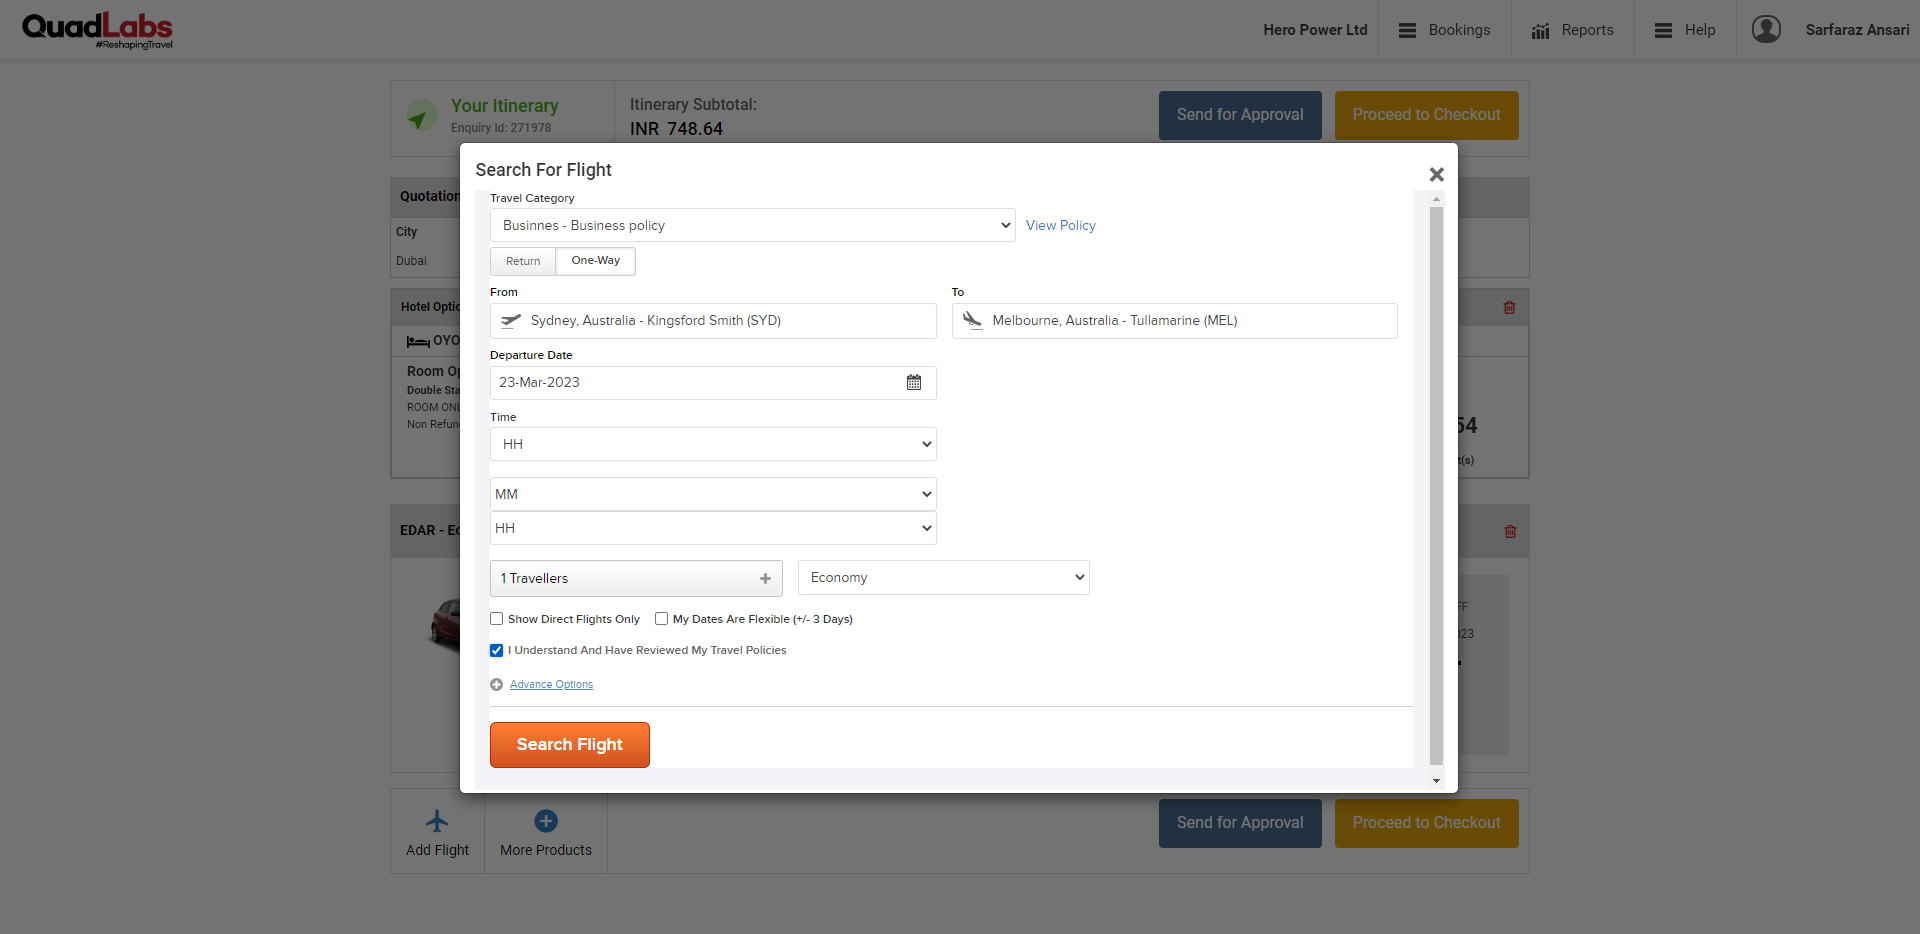 QuadLabs
#ReshapingTravel
Hero Power Ltd
Bookings
Reports
Help
Sarfaraz Ansari
Your Itinerary
Enquiry Id: 271978
Itinerary Subtotal:
INR 748.64
Send for Approval
Proceed to Checkout
Search For Flight
Travel Category
Businnes - Business policy
View Policy
Return
One-Way
From
Sydney, Australia - Kingsford Smith (SYD)
To
Melbourne, Australia - Tullamarine (MEL)
Departure Date
23-Mar-2023
Time
HH
MM
HH
1 Travellers
Economy
Show Direct Flights Only
My Dates Are Flexible (+/- 3 Days)
I Understand And Have Reviewed My Travel Policies
Advance Options
Search Flight
Quotation
City
Dubai
Hotel Optio
OYO
Room Op
Double Sta
ROOM ONL
Non Refun
54
t(s)
EDAR - Ec
FF
023
Add Flight
More Products
Send for Approval
Proceed to Checkout